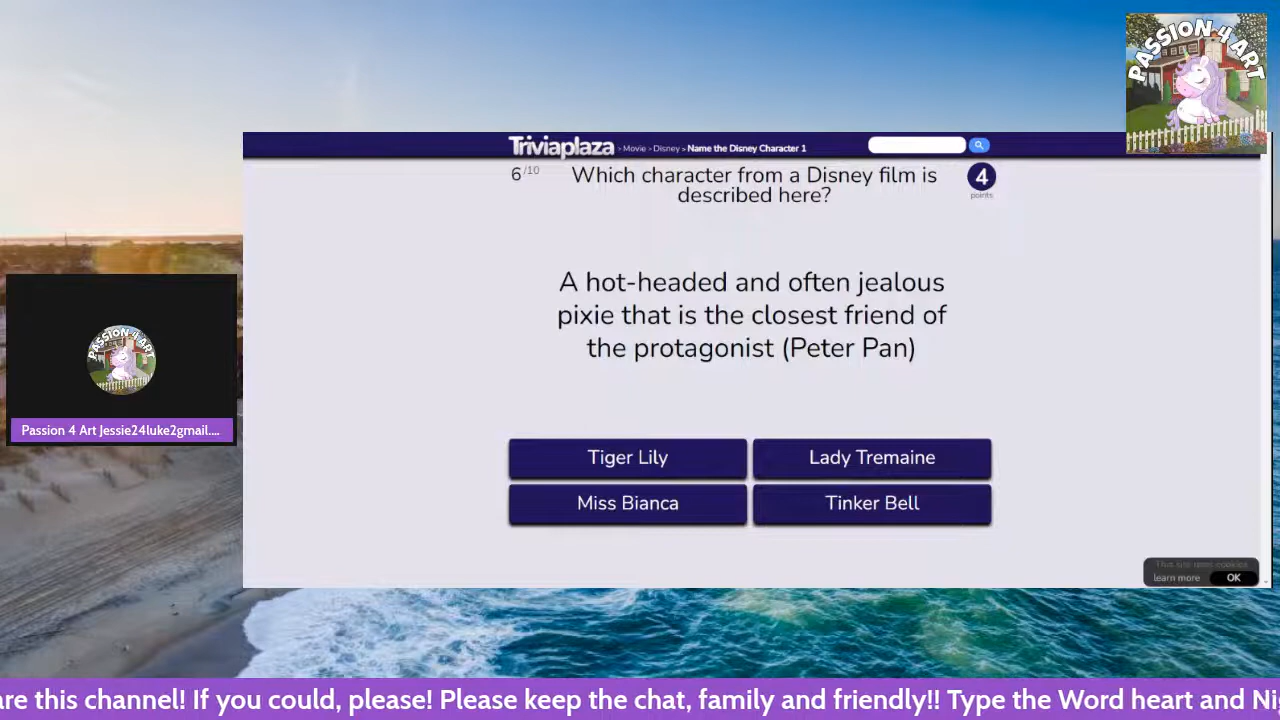 PASSION 4 ART
Triviaplaza > Movie > Disney > Name the Disney Character 1
6/10
Which character from a Disney film is
described here?
4
points
A hot-headed and often jealous
pixie that is the closest friend of
the protagonist (Peter Pan)
Tiger Lily
Lady Tremaine
Miss Bianca
Tinker Bell
PASSION 4 ART
Passion 4 Art Jessie24luke2gmail....
learn more
OK
are this channel! If you could, please! Please keep the chat, family and friendly!! Type the Word heart and Ni